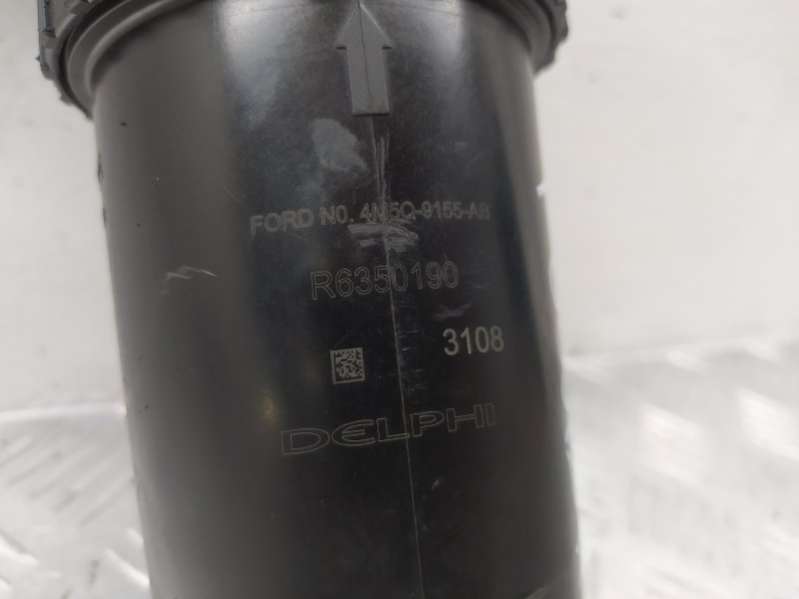 FORD NO. 4M5Q-9155-AB
R6350190
3108
DELPHI